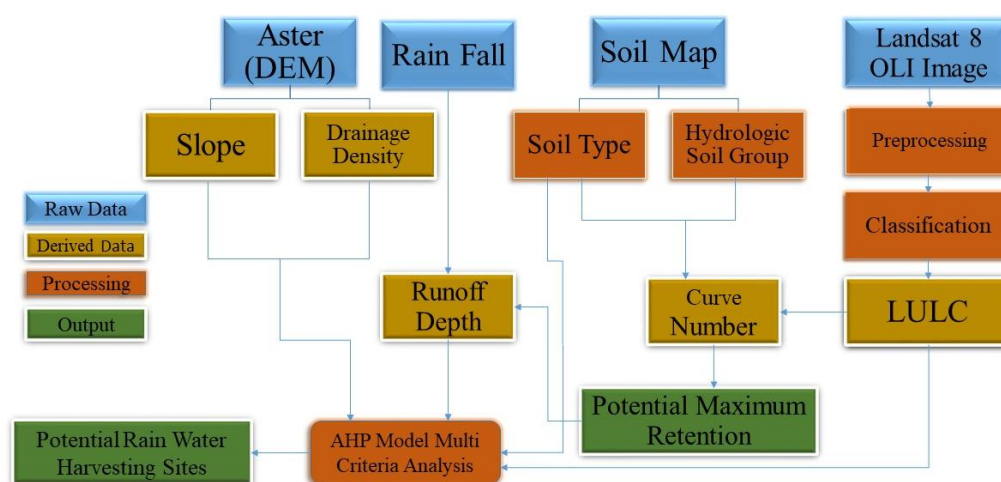 Aster
(DEM)
Rain Fall
Soil Map
Landsat 8
OLI Image
Slope
Drainage
Density
Soil Type
Hydrologic
Soil Group
Preprocessing
Raw Data
Derived Data
Processing
Output
Classification
Runoff
Depth
Curve
Number
LULC
Potential Maximum
Retention
AHP Model Multi
Criteria Analysis
Potential Rain Water
Harvesting Sites